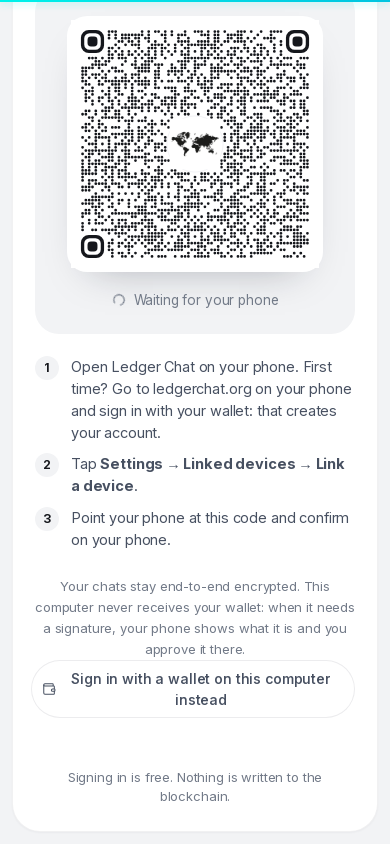 Waiting for your phone
1 Open Ledger Chat on your phone. First
time? Go to ledgerchat.org on your phone
and sign in with your wallet: that creates
your account.
2 Tap Settings → Linked devices → Link
a device.
3 Point your phone at this code and confirm
on your phone.
Your chats stay end-to-end encrypted. This
computer never receives your wallet: when it needs
a signature, your phone shows what it is and you
approve it there.
Sign in with a wallet on this computer
instead
Signing in is free. Nothing is written to the
blockchain.